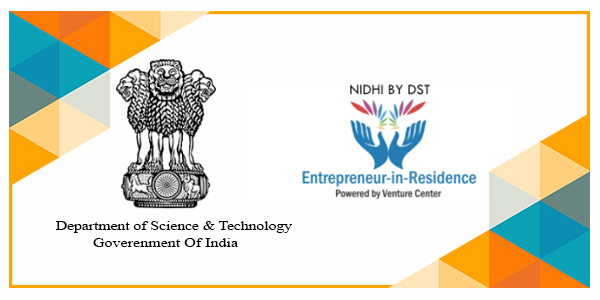 NIDHI BY DST
Entrepreneur-in-Residence
Powered by Venture Center
Department of Science & Technology
Goverenment Of India